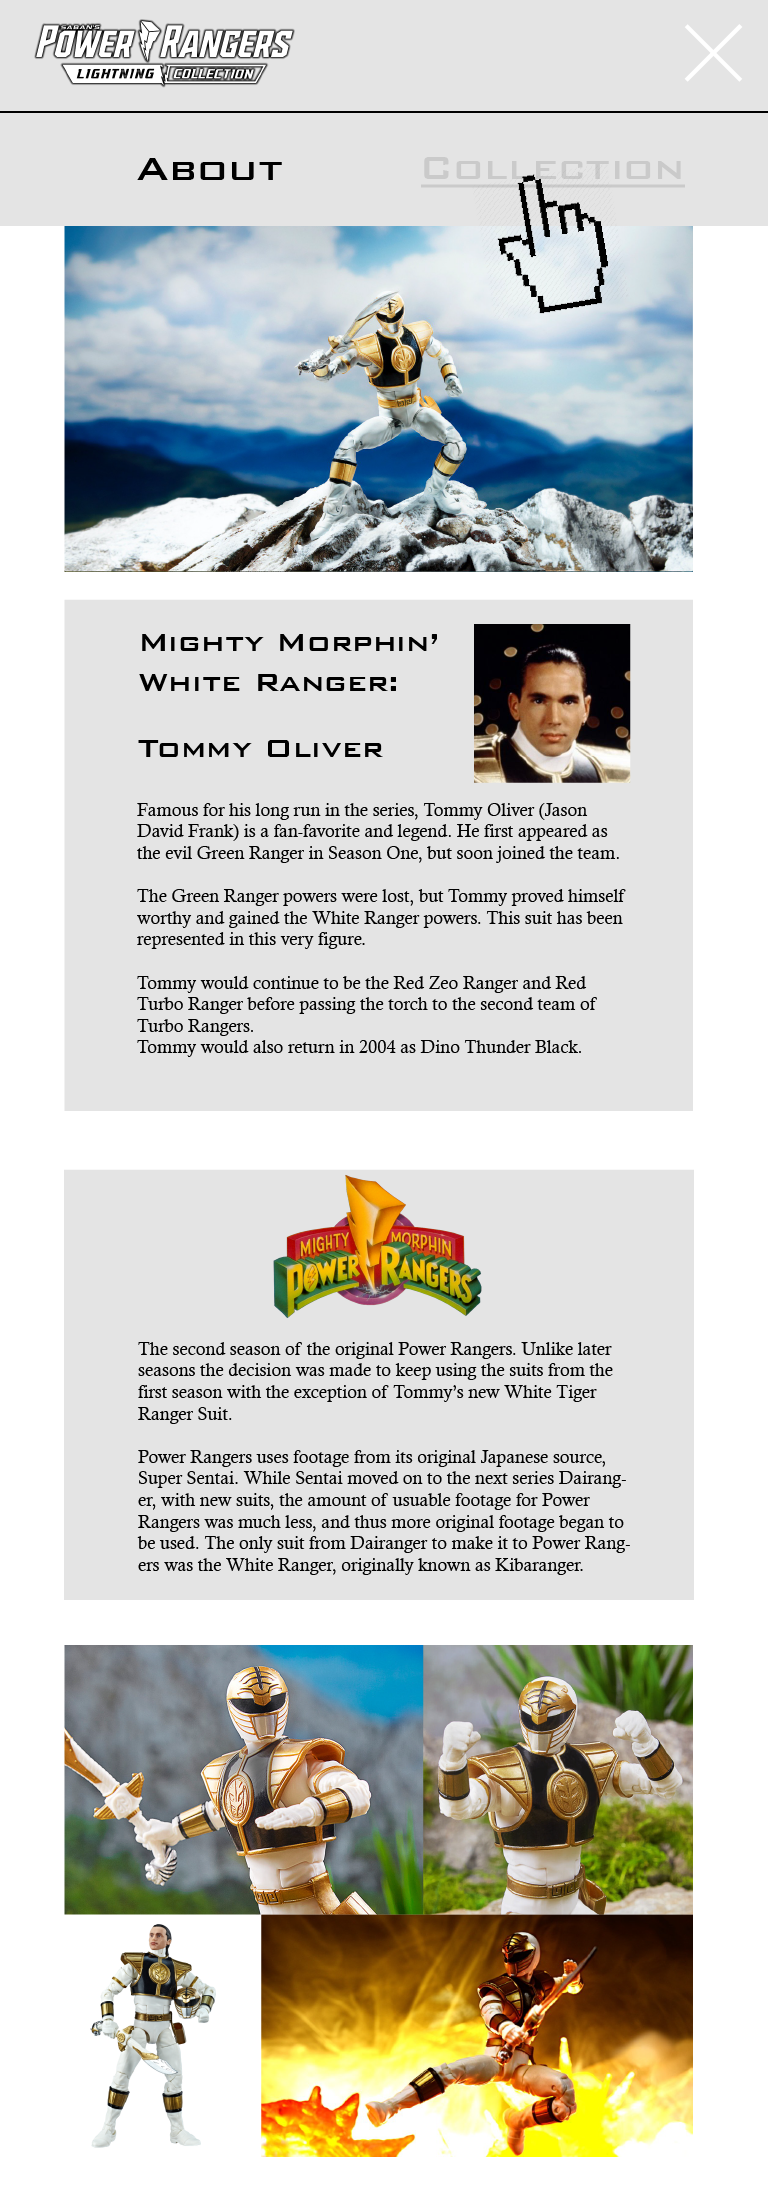 SABAN'S
POWER RANGERS
LIGHTNING COLLECTION
ABOUT
COLLECTION
MIGHTY MORPHIN'
WHITE RANGER:
TOMMY OLIVER
Famous for his long run in the series, Tommy Oliver (Jason
David Frank) is a fan-favorite and legend. He first appeared as
the evil Green Ranger in Season One, but soon joined the team.
The Green Ranger powers were lost, but Tommy proved himself
worthy and gained the White Ranger powers. This suit has been
represented in this very figure.
Tommy would continue to be the Red Zeo Ranger and Red
Turbo Ranger before passing the torch to the second team of
Turbo Rangers.
Tommy would also return in 2004 as Dino Thunder Black.
MIGHTY MORPHIN
POWER RANGERS
The second season of the original Power Rangers. Unlike later
seasons the decision was made to keep using the suits from the
first season with the exception of Tommy's new White Tiger
Ranger Suit.
Power Rangers uses footage from its original Japanese source,
Super Sentai. While Sentai moved on to the next series Dairang-
er, with new suits, the amount of usuable footage for Power
Rangers was much less, and thus more original footage began to
be used. The only suit from Dairanger to make it to Power Rang-
ers was the White Ranger, originally known as Kibaranger.